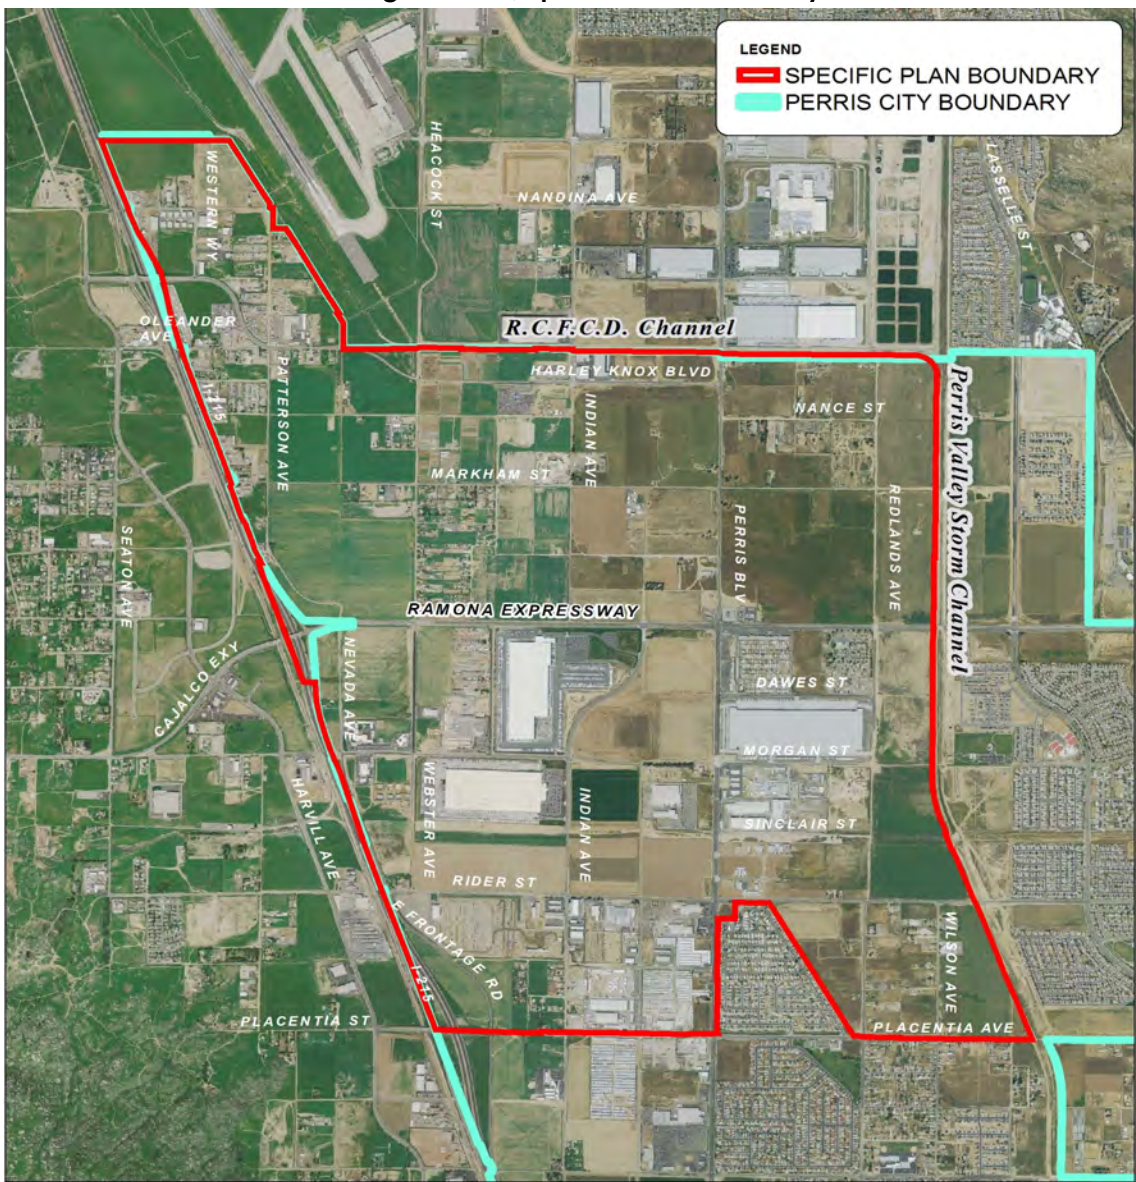 LEGEND
SPECIFIC PLAN BOUNDARY
PERRIS CITY BOUNDARY
HEACOCK ST
WESTERN WY
NANDINA AVE
LASSELLE ST
R.C.F.C.D. Channel
OLEANDER
AVE
HARLEY KNOX BLVD
PATTERSON AVE
I-215
INDIAN AVE
NANCE ST
Perris Valley Storm Channel
MARKHAM ST
SEATON AVE
PERRIS BLV
REDLANDS AVE
RAMONA EXPRESSWAY
NEVADA AVE
CAJALCO EXY
DAWES ST
MORGAN ST
HARVILL AVE
WEBSTER AVE
INDIAN AVE
SINCLAIR ST
RIDER ST
E FRONTAGE RD
WILSON AVE
I-215
PLACENTIA ST
PLACENTIA AVE